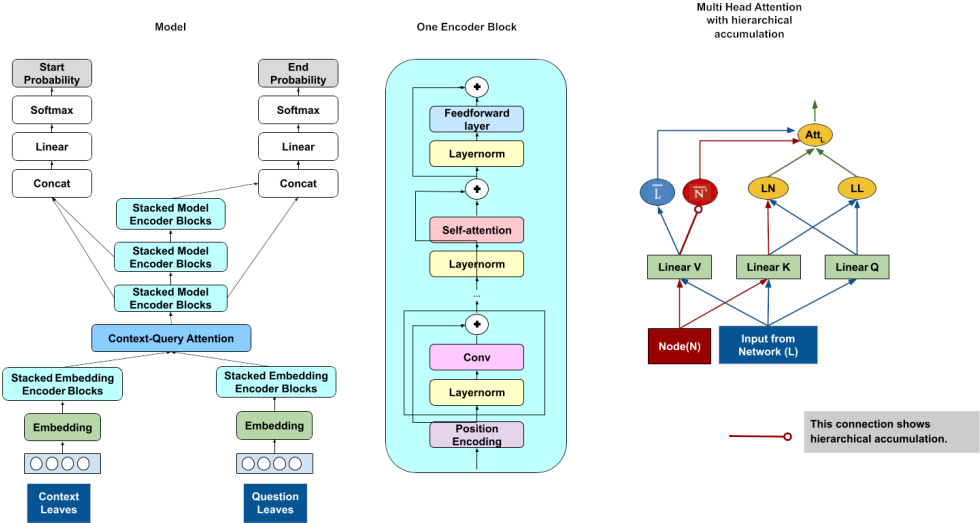 Model
Start
Probability
End
Probability
Softmax
Softmax
Linear
Linear
Concat
Concat
Stacked Model
Encoder Blocks
Stacked Model
Encoder Blocks
Stacked Model
Encoder Blocks
Context-Query Attention
Stacked Embedding
Encoder Blocks
Stacked Embedding
Encoder Blocks
Embedding
Embedding
Context
Leaves
Question
Leaves
One Encoder Block
+
Feedforward
layer
Layernorm
+
Self-attention
Layernorm
...
+
Conv
Layernorm
Position
Encoding
Multi Head Attention
with hierarchical
accumulation
Att_L
L
N'
LN
LL
Linear V
Linear K
Linear Q
Node(N)
Input from
Network (L)
This connection shows
hierarchical accumulation.